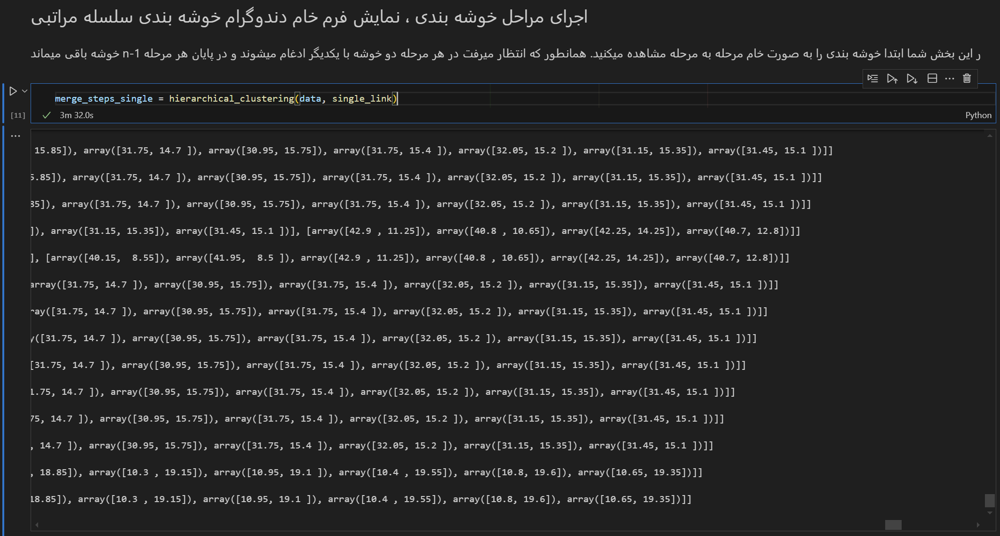 اجرای مراحل خوشه بندی ، نمایش فرم خام دندوگرام خوشه بندی سلسله مراتبی
ر این بخش شما ابتدا خوشه بندی را به صورت خام مرحله به مرحله مشاهده میکنید. همانطور که انتظار میرفت در هر مرحله دو خوشه با یکدیگر ادغام میشوند و در پایان هر مرحله n-1 خوشه باقی میماند
merge_steps_single = hierarchical_clustering(data, single_link)
[11] 3m 32.0s Python
15.85]), array([31.75, 14.7 ]), array([30.95, 15.75]), array([31.75, 15.4 ]), array([32.05, 15.2 ]), array([31.15, 15.35]), array([31.45, 15.1 ])]]
5.85]), array([31.75, 14.7 ]), array([30.95, 15.75]), array([31.75, 15.4 ]), array([32.05, 15.2 ]), array([31.15, 15.35]), array([31.45, 15.1 ])]]
85]), array([31.75, 14.7 ]), array([30.95, 15.75]), array([31.75, 15.4 ]), array([32.05, 15.2 ]), array([31.15, 15.35]), array([31.45, 15.1 ])]]
]), array([31.15, 15.35]), array([31.45, 15.1 ])], [array([42.9 , 11.25]), array([40.8 , 10.65]), array([42.25, 14.25]), array([40.7, 12.8])]]
], [array([40.15,  8.55]), array([41.95,  8.5 ]), array([42.9 , 11.25]), array([40.8 , 10.65]), array([42.25, 14.25]), array([40.7, 12.8])]]
array([31.75, 14.7 ]), array([30.95, 15.75]), array([31.75, 15.4 ]), array([32.05, 15.2 ]), array([31.15, 15.35]), array([31.45, 15.1 ])]]
ray([31.75, 14.7 ]), array([30.95, 15.75]), array([31.75, 15.4 ]), array([32.05, 15.2 ]), array([31.15, 15.35]), array([31.45, 15.1 ])]]
y([31.75, 14.7 ]), array([30.95, 15.75]), array([31.75, 15.4 ]), array([32.05, 15.2 ]), array([31.15, 15.35]), array([31.45, 15.1 ])]]
[31.75, 14.7 ]), array([30.95, 15.75]), array([31.75, 15.4 ]), array([32.05, 15.2 ]), array([31.15, 15.35]), array([31.45, 15.1 ])]]
1.75, 14.7 ]), array([30.95, 15.75]), array([31.75, 15.4 ]), array([32.05, 15.2 ]), array([31.15, 15.35]), array([31.45, 15.1 ])]]
75, 14.7 ]), array([30.95, 15.75]), array([31.75, 15.4 ]), array([32.05, 15.2 ]), array([31.15, 15.35]), array([31.45, 15.1 ])]]
, 14.7 ]), array([30.95, 15.75]), array([31.75, 15.4 ]), array([32.05, 15.2 ]), array([31.15, 15.35]), array([31.45, 15.1 ])]]
, 18.85]), array([10.3 , 19.15]), array([10.95, 19.1 ]), array([10.4 , 19.55]), array([10.8, 19.6]), array([10.65, 19.35])]]
18.85]), array([10.3 , 19.15]), array([10.95, 19.1 ]), array([10.4 , 19.55]), array([10.8, 19.6]), array([10.65, 19.35])]]